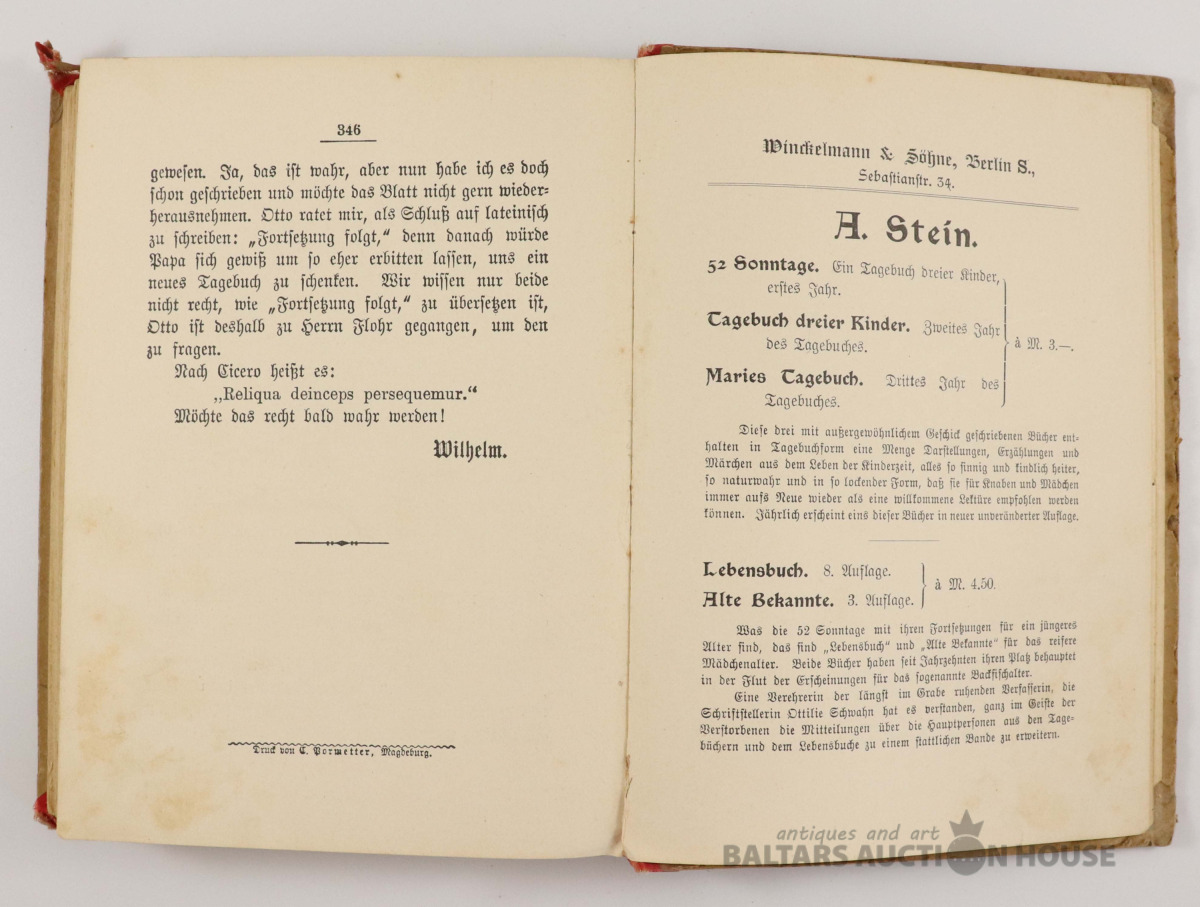 346
gewesen. Ja, das ist wahr, aber nun habe ich es doch
schon geschrieben und möchte das Blatt nicht gern wieder-
herausnehmen. Otto ratet mir, als Schluß auf lateinisch
zu schreiben: „Fortsetzung folgt,“ denn danach würde
Papa sich gewiß um so eher erbitten lassen, uns ein
neues Tagebuch zu schenken. Wir wissen nur beide
nicht recht, wie „Fortsetzung folgt,“ zu übersetzen ist,
Otto ist deshalb zu Herrn Flohr gegangen, um den
zu fragen.
Nach Cicero heißt es:
„Reliqua deinceps persequemur.“
Möchte das recht bald wahr werden!
Wilhelm.
Druck von C. Pormetter, Magdeburg.
Winckelmann & Söhne, Berlin S.,
Sebastianstr. 34.
A. Stein.
52 Sonntage. Ein Tagebuch dreier Kinder,
erstes Jahr.
Tagebuch dreier Kinder. Zweites Jahr
des Tagebuches.
à M. 3.—.
Maries Tagebuch. Drittes Jahr des
Tagebuches.
Diese drei mit außergewöhnlichem Geschick geschriebenen Bücher ent-
halten in Tagebuchform eine Menge Darstellungen, Erzählungen und
Märchen aus dem Leben der Kinderzeit, alles so sinnig und kindlich heiter,
so naturwahr und in so lockender Form, daß sie für Knaben und Mädchen
immer aufs Neue wieder als eine willkommene Lektüre empfohlen werden
können. Jährlich erscheint eins dieser Bücher in neuer unveränderter Auflage.
Lebensbuch. 8. Auflage.
à M. 4.50.
Alte Bekannte. 3. Auflage.
Was die 52 Sonntage mit ihren Fortsetzungen für ein jüngeres
Alter sind, das sind „Lebensbuch“ und „Alte Bekannte“ für das reifere
Mädchenalter. Beide Bücher haben seit Jahrzehnten ihren Platz behauptet
in der Flut der Erscheinungen für das sogenannte Backfischalter.
Eine Verehrerin der längst im Grabe ruhenden Verfasserin, die
Schriftstellerin Ottilie Schwahn hat es verstanden, ganz im Geiste der
Verstorbenen die Mitteilungen über die Hauptpersonen aus den Tage-
büchern und dem Lebensbuche zu einem stattlichen Bande zu erweitern.
antiques and art
BALTARS AUCTION HOUSE